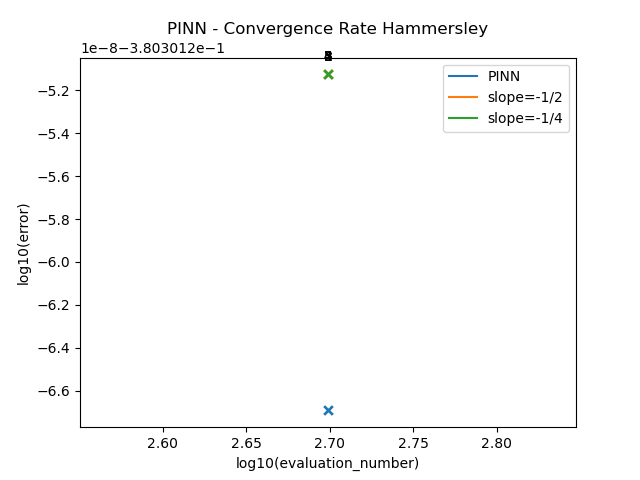 PINN - Convergence Rate Hammersley
1e−8−3.803012e−1
PINN
slope=-1/2
slope=-1/4
−5.2
−5.4
−5.6
−5.8
−6.0
−6.2
−6.4
−6.6
log10(error)
2.60 2.65 2.70 2.75 2.80
log10(evaluation_number)